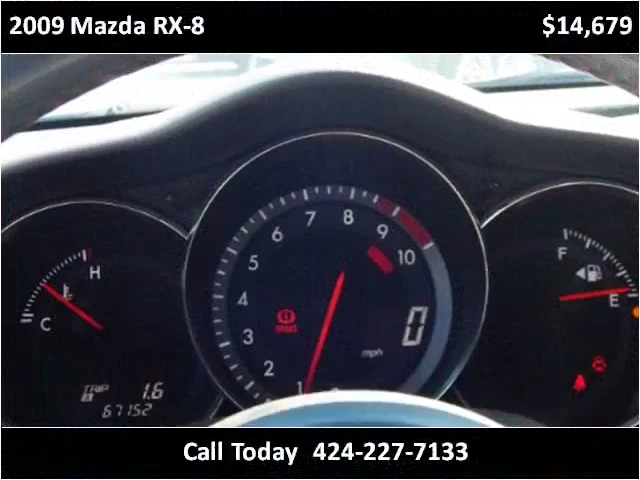 2009 Mazda RX-8 $14,679
7 8 9 10
6
5
4
3
2
1
H
C
F
E
0
mph
TRIP A 1.6
67152
Call Today 424-227-7133